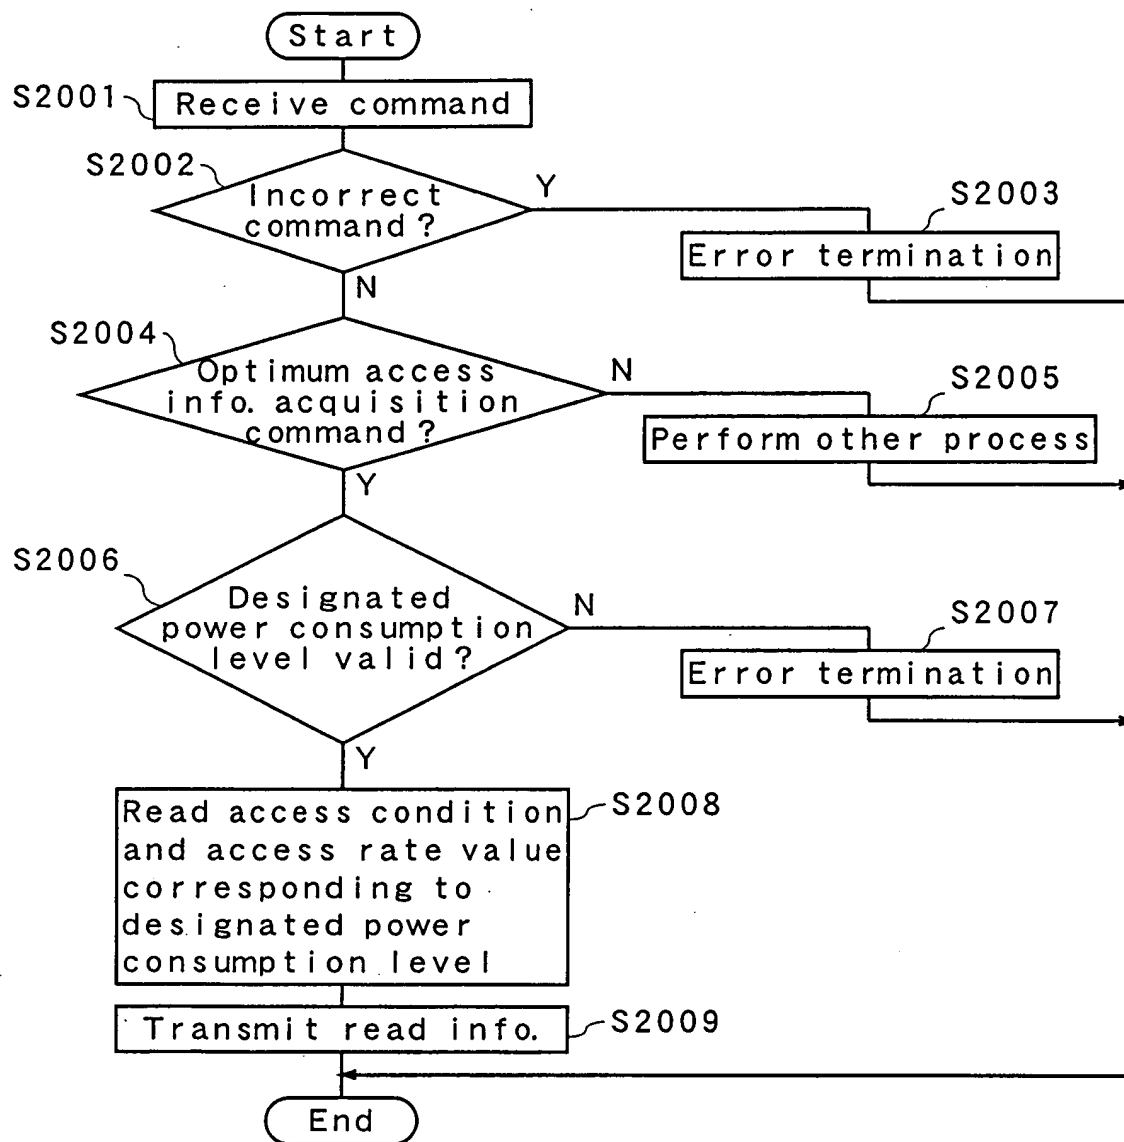 Start
S2001
Receive command
S2002
Incorrect
command?
Y
S2003
Error termination
N
S2004
Optimum access
info. acquisition
command?
N
S2005
Perform other process
Y
S2006
Designated
power consumption
level valid?
N
S2007
Error termination
Y
Read access condition
and access rate value
corresponding to
designated power
consumption level
S2008
Transmit read info.
S2009
End